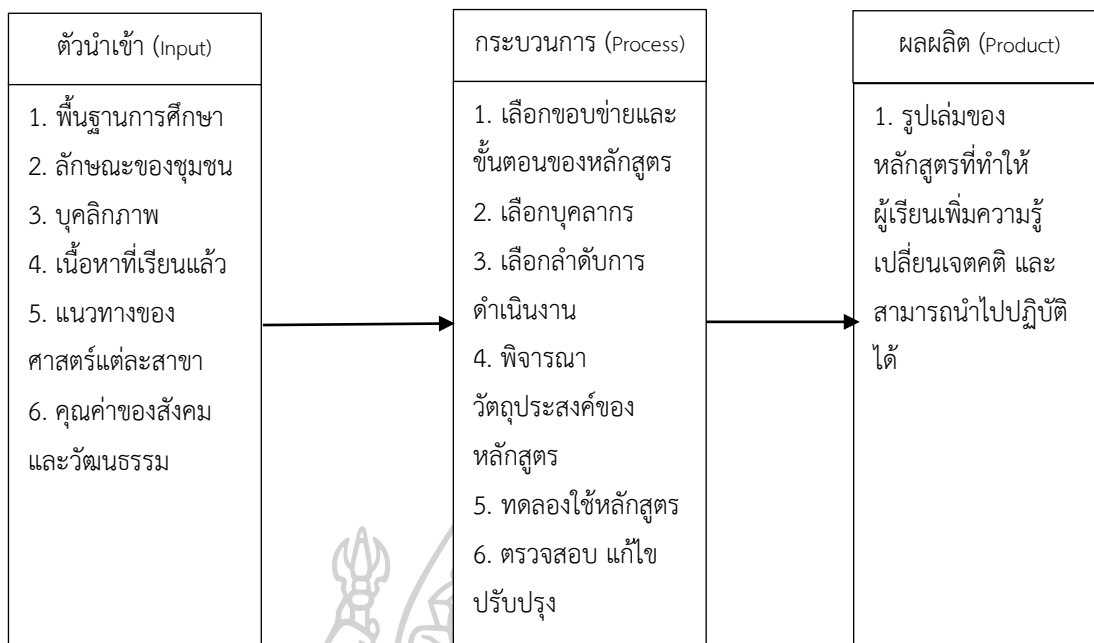 ตัวนำเข้า (Input)
1. พื้นฐานการศึกษา
2. ลักษณะของชุมชน
3. บุคลิกภาพ
4. เนื้อหาที่เรียนแล้ว
5. แนวทางของ
ศาสตร์แต่ละสาขา
6. คุณค่าของสังคม
และวัฒนธรรม
กระบวนการ (Process)
1. เลือกขอบข่ายและ
ขั้นตอนของหลักสูตร
2. เลือกบุคลากร
3. เลือกลำดับการ
ดำเนินงาน
4. พิจารณา
วัตถุประสงค์ของ
หลักสูตร
5. ทดลองใช้หลักสูตร
6. ตรวจสอบ แก้ไข
ปรับปรุง
ผลผลิต (Product)
1. รูปเล่มของ
หลักสูตรที่ทำให้
ผู้เรียนเพิ่มความรู้
เปลี่ยนเจตคติ และ
สามารถนำไปปฏิบัติ
ได้